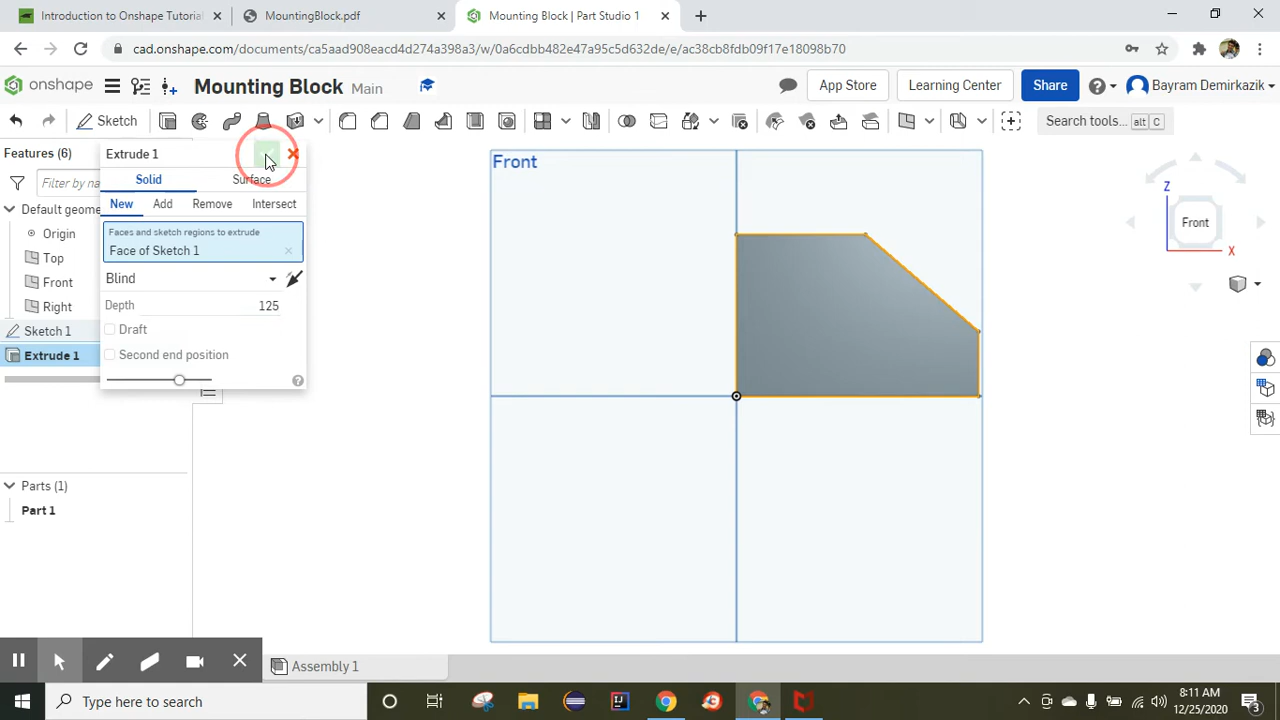 Introduction to Onshape Tutorial
MountingBlock.pdf
Mounting Block | Part Studio 1
cad.onshape.com/documents/ca5aad908eacd4d274a398a3/w/0a6cdbb482e47a95c5d632de/e/ac38cb8fdb09f17e18098b70
onshape
Mounting Block Main
App Store
Learning Center
Share
Bayram Demirkazik
Sketch
Search tools... alt C
Features (6)
Filter by name
Default geome
Origin
Top
Front
Right
Sketch 1
Extrude 1
Extrude 1
Solid
Surface
New
Add
Remove
Intersect
Faces and sketch regions to extrude
Face of Sketch 1
Blind
Depth 125
Draft
Second end position
Front
Z
Front
X
Parts (1)
Part 1
Assembly 1
Type here to search
8:11 AM
12/25/2020
3